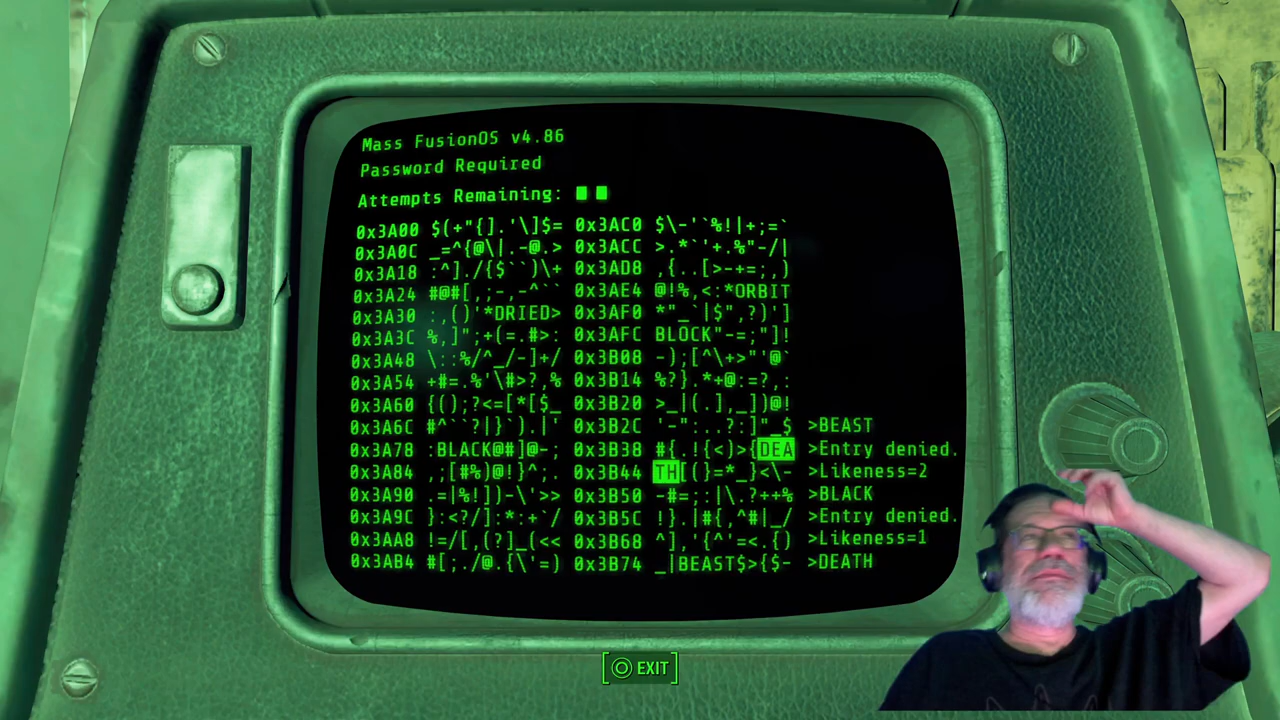 Mass FusionOS v4.86
Password Required
Attempts Remaining: ■ ■
0x3A00 $(+"{].'\]$= 0x3AC0 $\-'`%!|+;=`
0x3A0C _=^{@\|.-@.> 0x3ACC >.*`'+.%"-/|
0x3A18 :^]./{$``)\+ 0x3AD8 ,{..[>-+=;,)
0x3A24 #@#[,;-,-^`` 0x3AE4 @!%,<:*ORBIT
0x3A30 :,()'*DRIED> 0x3AF0 *"_`|$",?)']
0x3A3C %,]";+(=.#>: 0x3AFC BLOCK"-=;"]!
0x3A48 \::%/^_/-]+/ 0x3B08 -);[^\+>"'@`
0x3A54 +#=.%'\#>?,% 0x3B14 %?}.*+@:=?,:
0x3A60 {();?<=[*[$_ 0x3B20 >_|(.],_])@!
0x3A6C #^``?|}`).|' 0x3B2C '-":..?:]"_$ >BEAST
0x3A78 :BLACK@#]@-; 0x3B38 #{.!{<)>{DEA >Entry denied.
0x3A84 ,;[#%)@!}^;. 0x3B44 TH[(}=*_}<\- >Likeness=2
0x3A90 .=|%!])-\'>> 0x3B50 -#=;:|\.?++% >BLACK
0x3A9C }:<?/]:*:+`/ 0x3B5C !}.|#{,^#|_/ >Entry denied.
0x3AA8 !=/[,(?]_(<< 0x3B68 ^],'{^'=<.{) >Likeness=1
0x3AB4 #[;./@.{\'=) 0x3B74 _|BEAST$>{$- >DEATH
EXIT